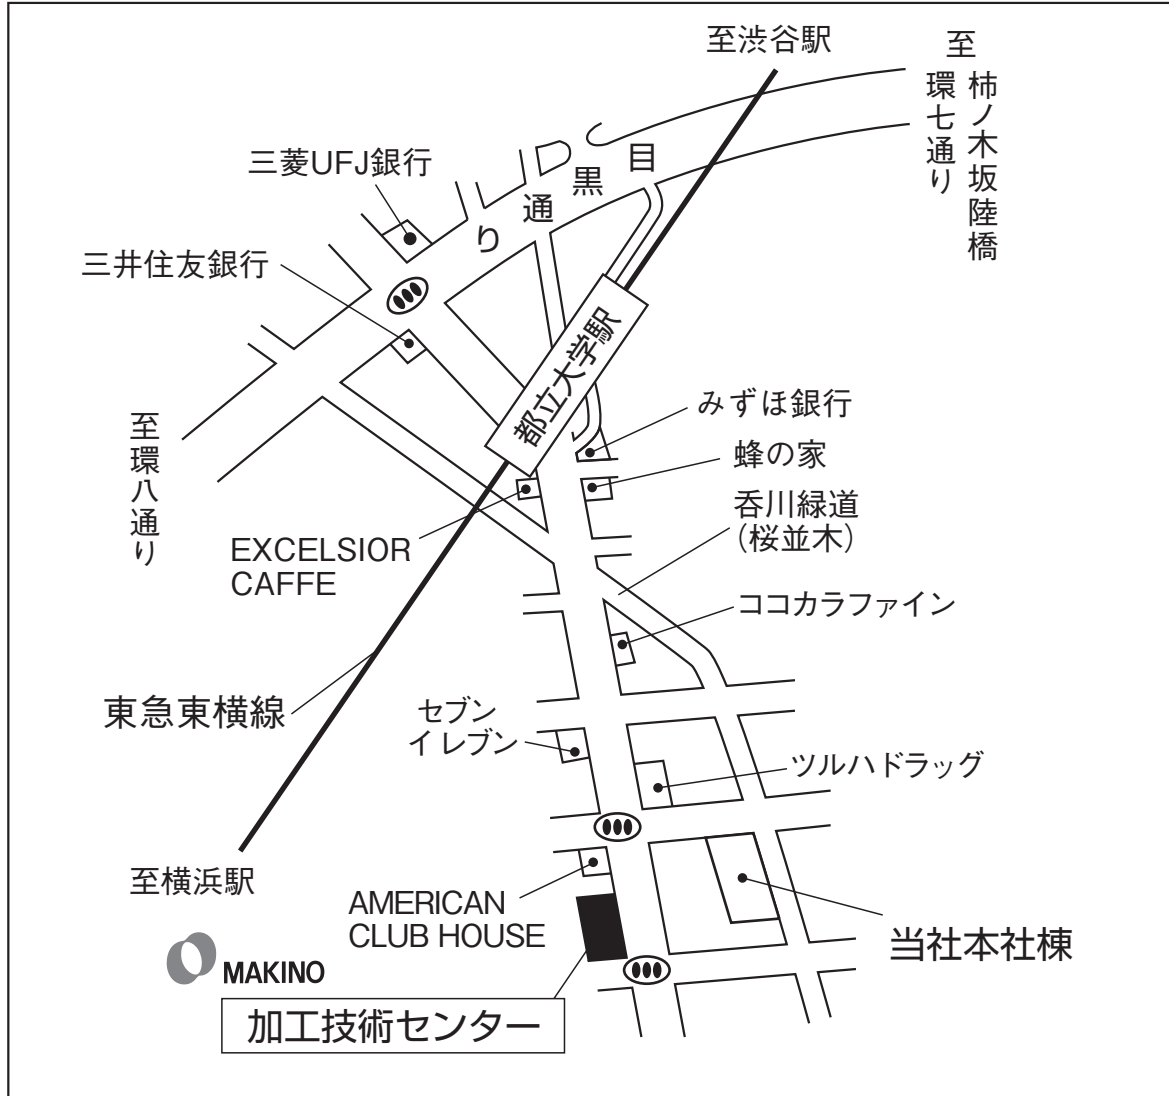 至渋谷駅
至
柿ノ木坂陸橋
環七通り
三菱UFJ銀行
目黒通り
三井住友銀行
都立大学駅
みずほ銀行
至環八通り
蜂の家
呑川緑道
(桜並木)
EXCELSIOR
CAFFE
ココカラファイン
東急東横線
セブン
イレブン
ツルハドラッグ
至横浜駅
AMERICAN
CLUB HOUSE
当社本社棟
MAKINO
加工技術センター